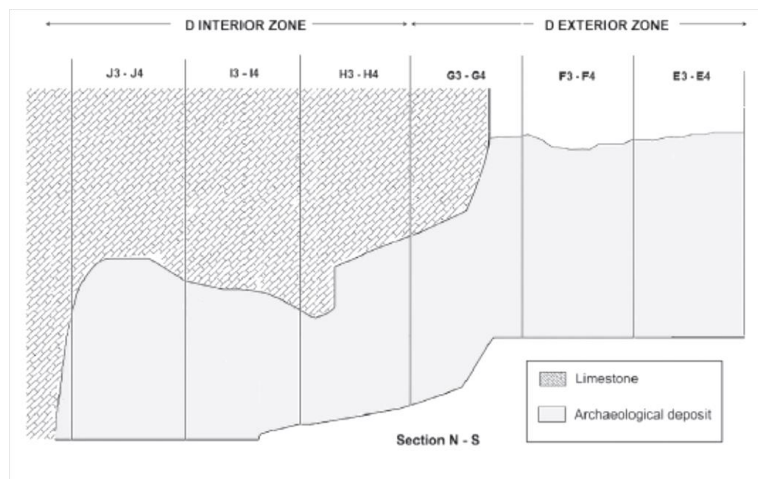 D INTERIOR ZONE D EXTERIOR ZONE
J3 - J4 I3 - I4 H3 - H4 G3 - G4 F3 - F4 E3 - E4
Limestone
Archaeological deposit
Section N - S